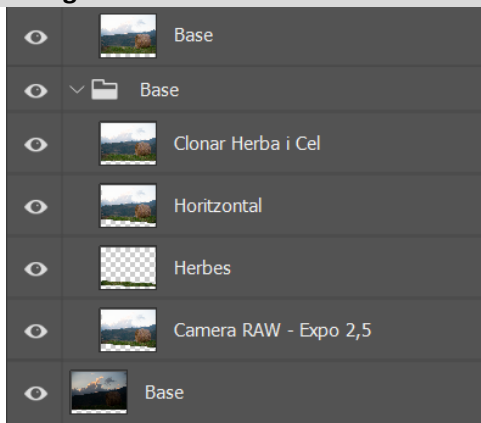 Base
Base
Clonar Herba i Cel
Horitzontal
Herbes
Camera RAW - Expo 2,5
Base